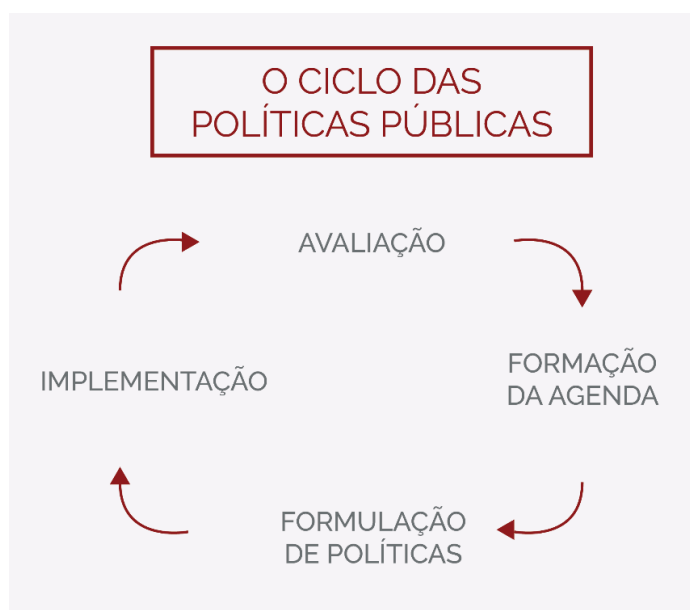 O CICLO DAS
POLÍTICAS PÚBLICAS
AVALIAÇÃO
IMPLEMENTAÇÃO
FORMAÇÃO
DA AGENDA
FORMULAÇÃO
DE POLÍTICAS